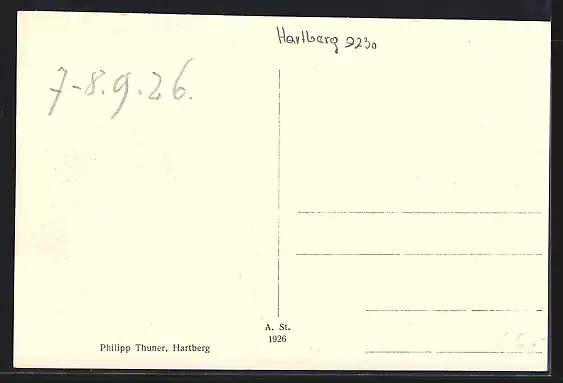 Hartberg 9230
7-8.9.26.
A. St.
1926
Philipp Thuner, Hartberg